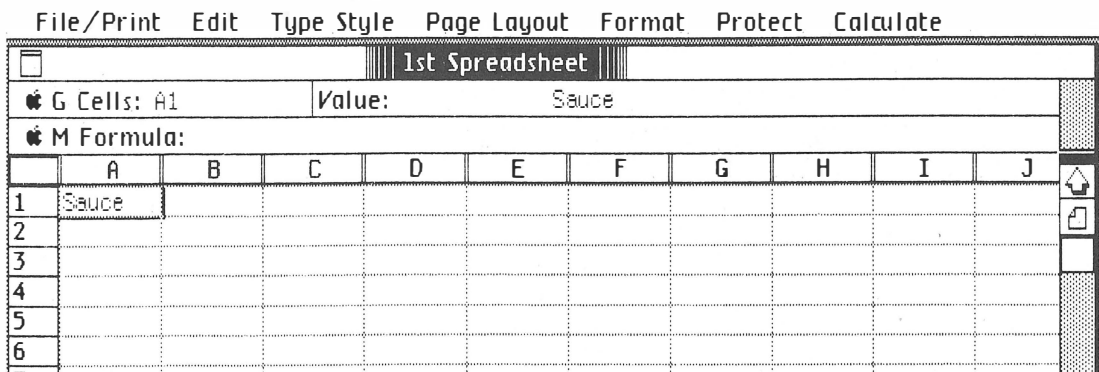 File/Print Edit Type Style Page Layout Format Protect Calculate
1st Spreadsheet
G Cells: A1 Value: Sauce
M Formula:
A B C D E F G H I J
1 Sauce
2
3
4
5
6